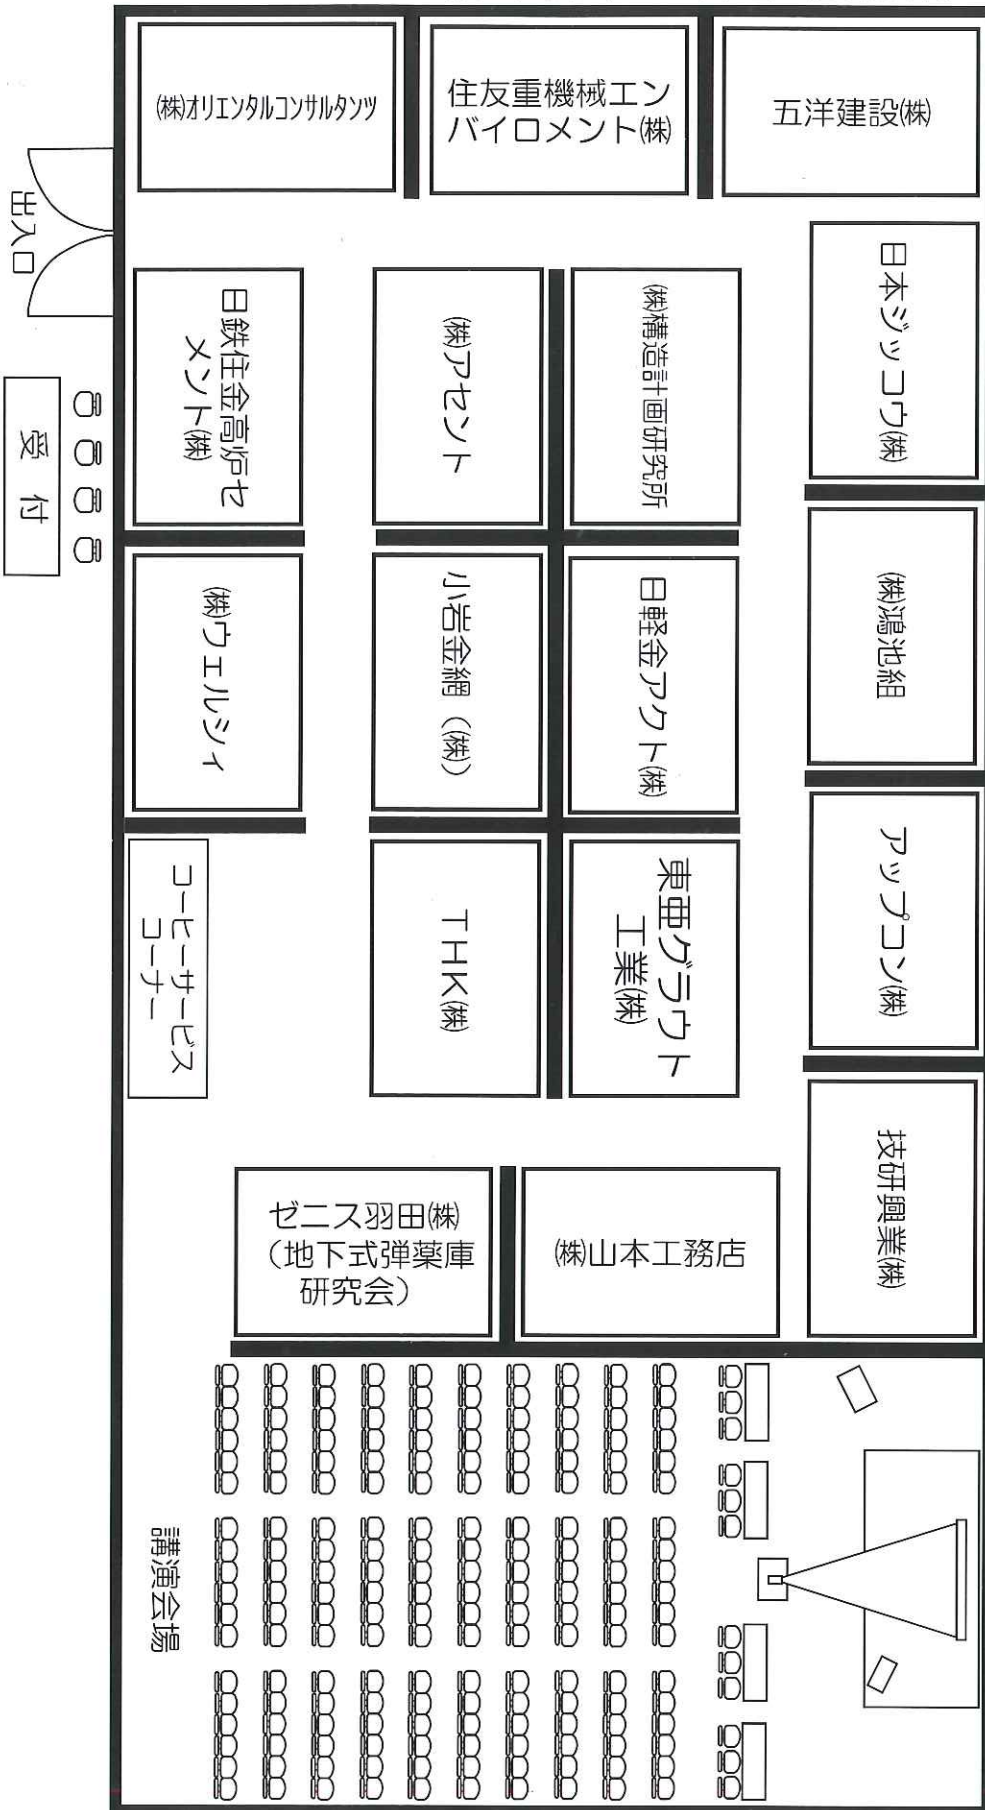 (株)オリエンタルコンサルタンツ
住友重機械エン
バイロメント(株)
五洋建設(株)
出入口
受付
日鉄住金高炉セ
メント(株)
(株)アセント
(株)構造計画研究所
日本ジッコウ(株)
(株)ウェルシィ
小岩金網（(株)）
日軽金アクト(株)
(株)鴻池組
コーヒーサービス
コーナー
THK(株)
東亜グラウト
工業(株)
アップコン(株)
ゼニス羽田(株)
（地下式弾薬庫
研究会）
(株)山本工務店
技研興業(株)
講演会場